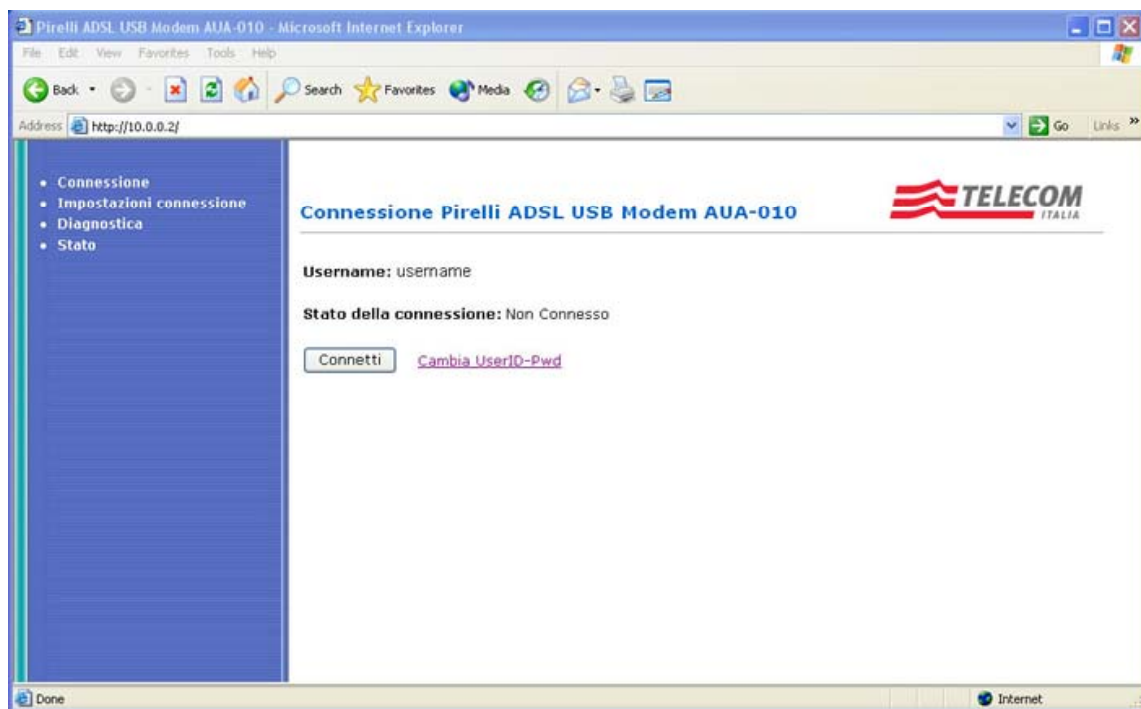 Pirelli ADSL USB Modem AUA-010 - Microsoft Internet Explorer
File Edit View Favorites Tools Help
Back Search Favorites Media
Address http://10.0.0.2/ Go Links »
Connessione
Impostazioni connessione
Diagnostica
Stato
TELECOM
ITALIA
Connessione Pirelli ADSL USB Modem AUA-010
Username: username
Stato della connessione: Non Connesso
Connetti Cambia UserID-Pwd
Done Internet